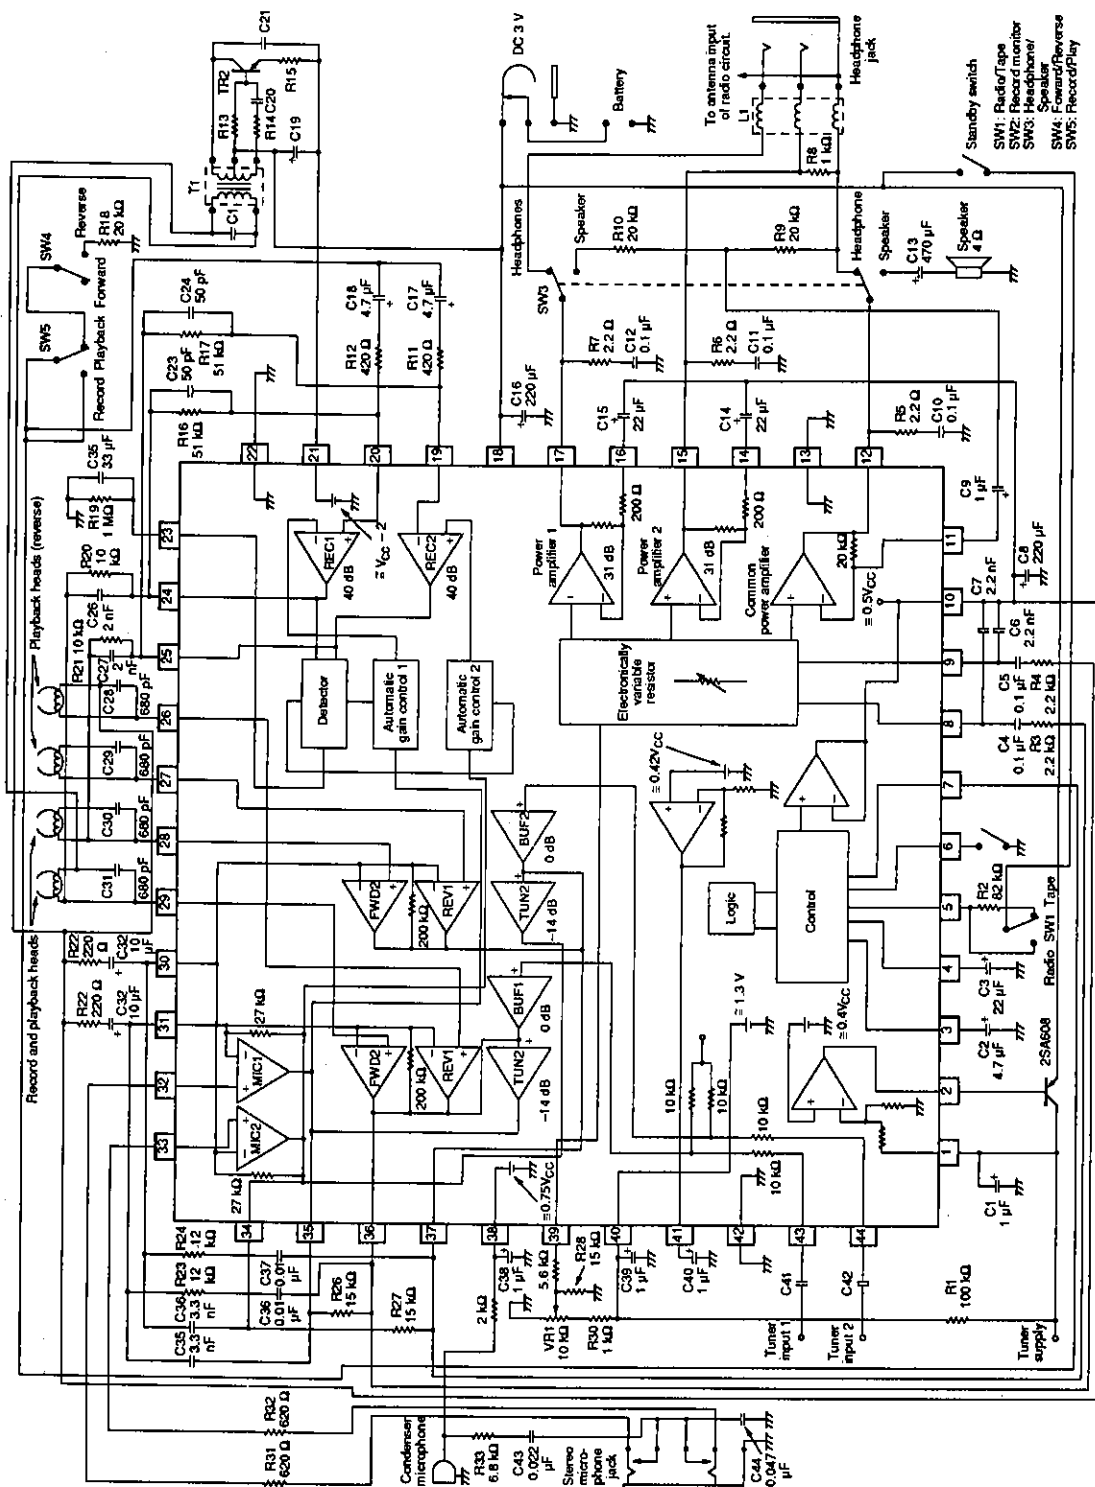 C21
TR2
R15
R13
R14
C20
C19
T1
C1
DC 3 V
Battery
To antenna input
of radio circuit.
L1
Headphone
jack
R8
1 kΩ
Standby switch
SW1: Radio/Tape
SW2: Record monitor
SW3: Headphone/
Speaker
SW4: Foward/Reverse
SW5: Record/Play
SW4
Reverse
R18
20 kΩ
Forward
SW5
Playback
Record
C24
50 pF
R17
51 kΩ
C23
50 pF
R16
51 kΩ
C18
4.7 μF
C17
4.7 μF
R12
420 Ω
R11
420 Ω
Headphones
Speaker
SW3
R10
20 kΩ
R9
20 kΩ
Headphone
Speaker
C13
470 μF
Speaker
4 Ω
C16
220 μF
R7
2.2 Ω
C12
0.1 μF
C15
22 μF
R6
2.2 Ω
C11
0.1 μF
C14
22 μF
R5
2.2 Ω
C10
0.1 μF
C9
1 μF
C35
33 μF
R19
1 MΩ
R20
10
kΩ
C26
2 nF
R21 10 kΩ
C27
2
nF
C28
680 pF
C29
680 pF
C30
680 pF
C31
680 pF
Playback heads (reverse)
Record and playback heads
R22
220
Ω
C32
10
μF
R22
220 Ω
C32
10 μF
22
21
20
19
18
17
16
15
14
13
12
23
24
25
26
27
28
29
30
31
32
33
REC1
40 dB
≅ VCC – 2
REC2
40 dB
Detector
Automatic
gain control 1
Automatic
gain control 2
Power
amplifier 1
31 dB
200 Ω
Power
amplifier 2
31 dB
200 Ω
Common
power amplifier
20 kΩ
≅ 0.5VCC
Electronically
variable
resistor
FWD2
REV1
200 kΩ
BUF2
0 dB
TUN2
–14 dB
FWD2
REV1
200 kΩ
BUF1
0 dB
TUN2
–14 dB
MIC1
27 kΩ
MIC2
27 kΩ
≅ 0.42VCC
Logic
Control
≅ 1.3 V
≅ 0.4VCC
10 kΩ
10 kΩ
10 kΩ
10 kΩ
≅ 0.75VCC
11
10
9
8
7
6
5
4
3
2
1
C8
220 μF
C7
2.2 nF
C6
2.2 nF
C5
0.1 μF
R4
2.2 kΩ
C4
0.1 μF
R3
2.2 kΩ
R2
82 kΩ
Radio SW1 Tape
C3
22 μF
C2
4.7 μF
2SA608
C1
1 μF
34
35
36
37
38
39
40
41
42
43
44
R24
12
kΩ
R23
12
kΩ
C37
0.01
μF
C36
0.01
μF
C36
3.3
nF
C35
3.3
nF
R26
15 kΩ
R27
15 kΩ
2 kΩ
C38
1 μF
5.6 kΩ
R28
15 kΩ
VR1
10 kΩ
R30
1 kΩ
C39
1 μF
C40
1 μF
C41
C42
R1
100 kΩ
Tuner
input 1
Tuner
input 2
Tuner
supply
R32
620 Ω
R31
620 Ω
Condenser
microphone
R33
6.8 kΩ
C43
0.022
μF
Stereo
micro-
phone
jack
C44
0.047
μF